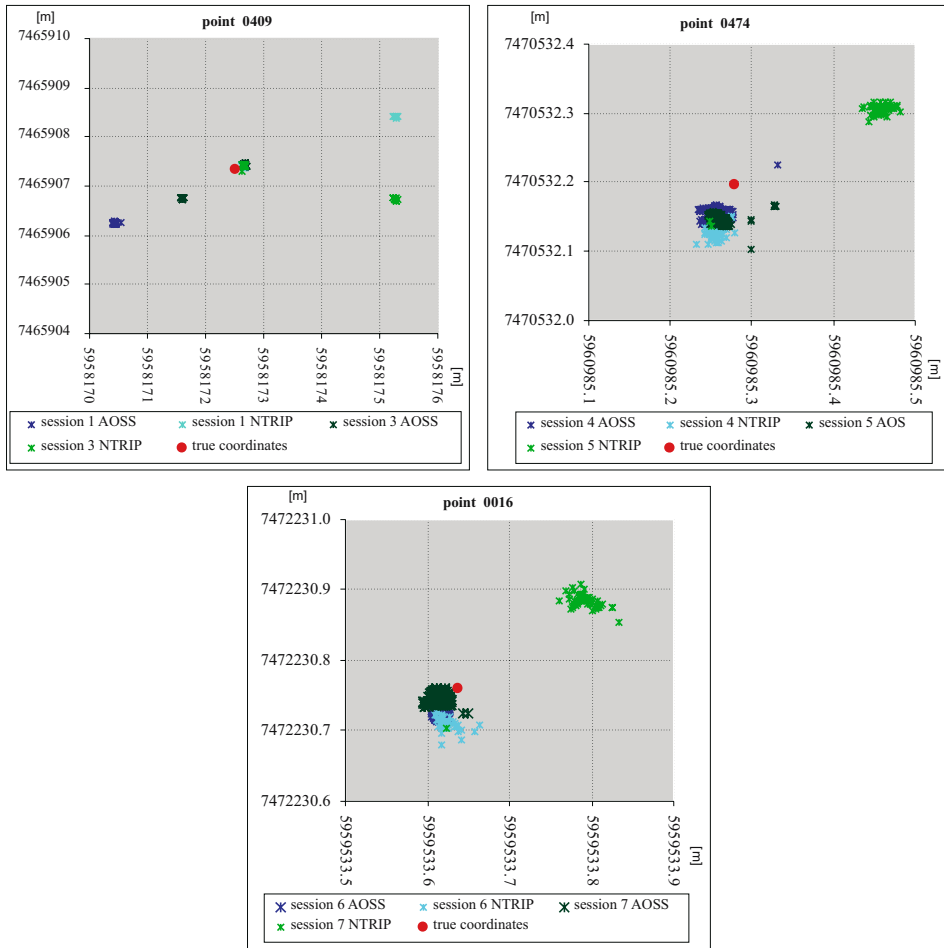 [m]
point 0409
7465910
7465909
7465908
7465907
7465906
7465905
7465904
5958170
5958171
5958172
5958173
5958174
5958175
5958176
[m]
session 1 AOSS
session 1 NTRIP
session 3 AOSS
session 3 NTRIP
true coordinates
[m]
point 0474
7470532.4
7470532.3
7470532.2
7470532.1
7470532.0
5960985.1
5960985.2
5960985.3
5960985.4
5960985.5
[m]
session 4 AOSS
session 4 NTRIP
session 5 AOS
session 5 NTRIP
true coordinates
[m]
point 0016
7472231.0
7472230.9
7472230.8
7472230.7
7472230.6
5959533.5
5959533.6
5959533.7
5959533.8
5959533.9
[m]
session 6 AOSS
session 6 NTRIP
session 7 AOSS
session 7 NTRIP
true coordinates